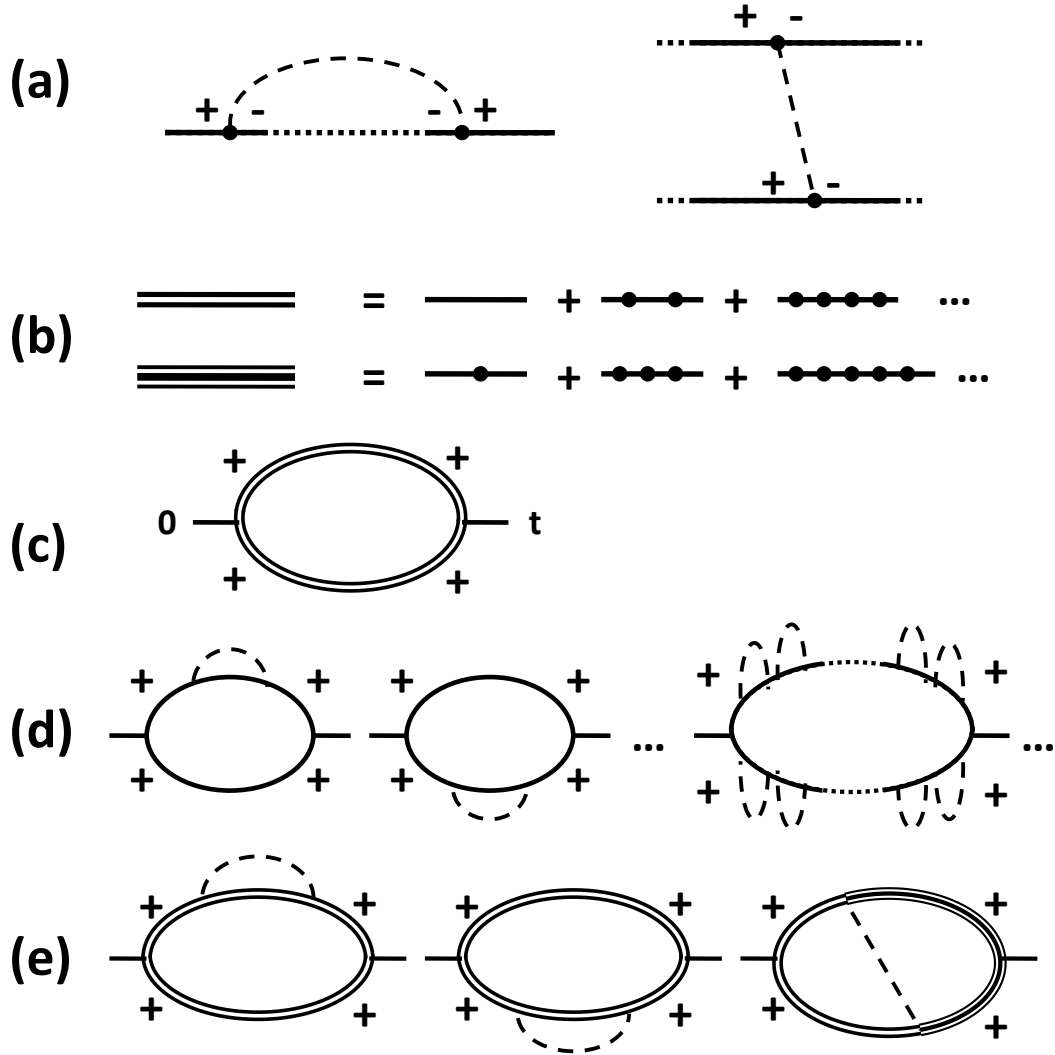 (a)
+ - - +
+ -
+ -
(b)
= + + ...
= + + ...
(c)
+ +
0 t
+ +
(d)
+ + + + + +
... ...
+ + + + + +
(e)
+ + + + + +
+ + + + + +